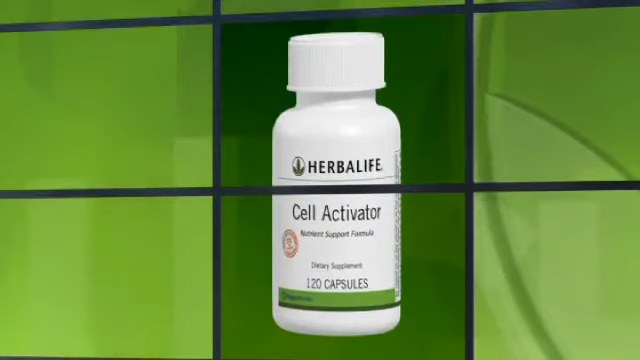 HERBALIFE
Cell Activator
Nutrient Support Formula
Dietary Supplement
120 CAPSULES